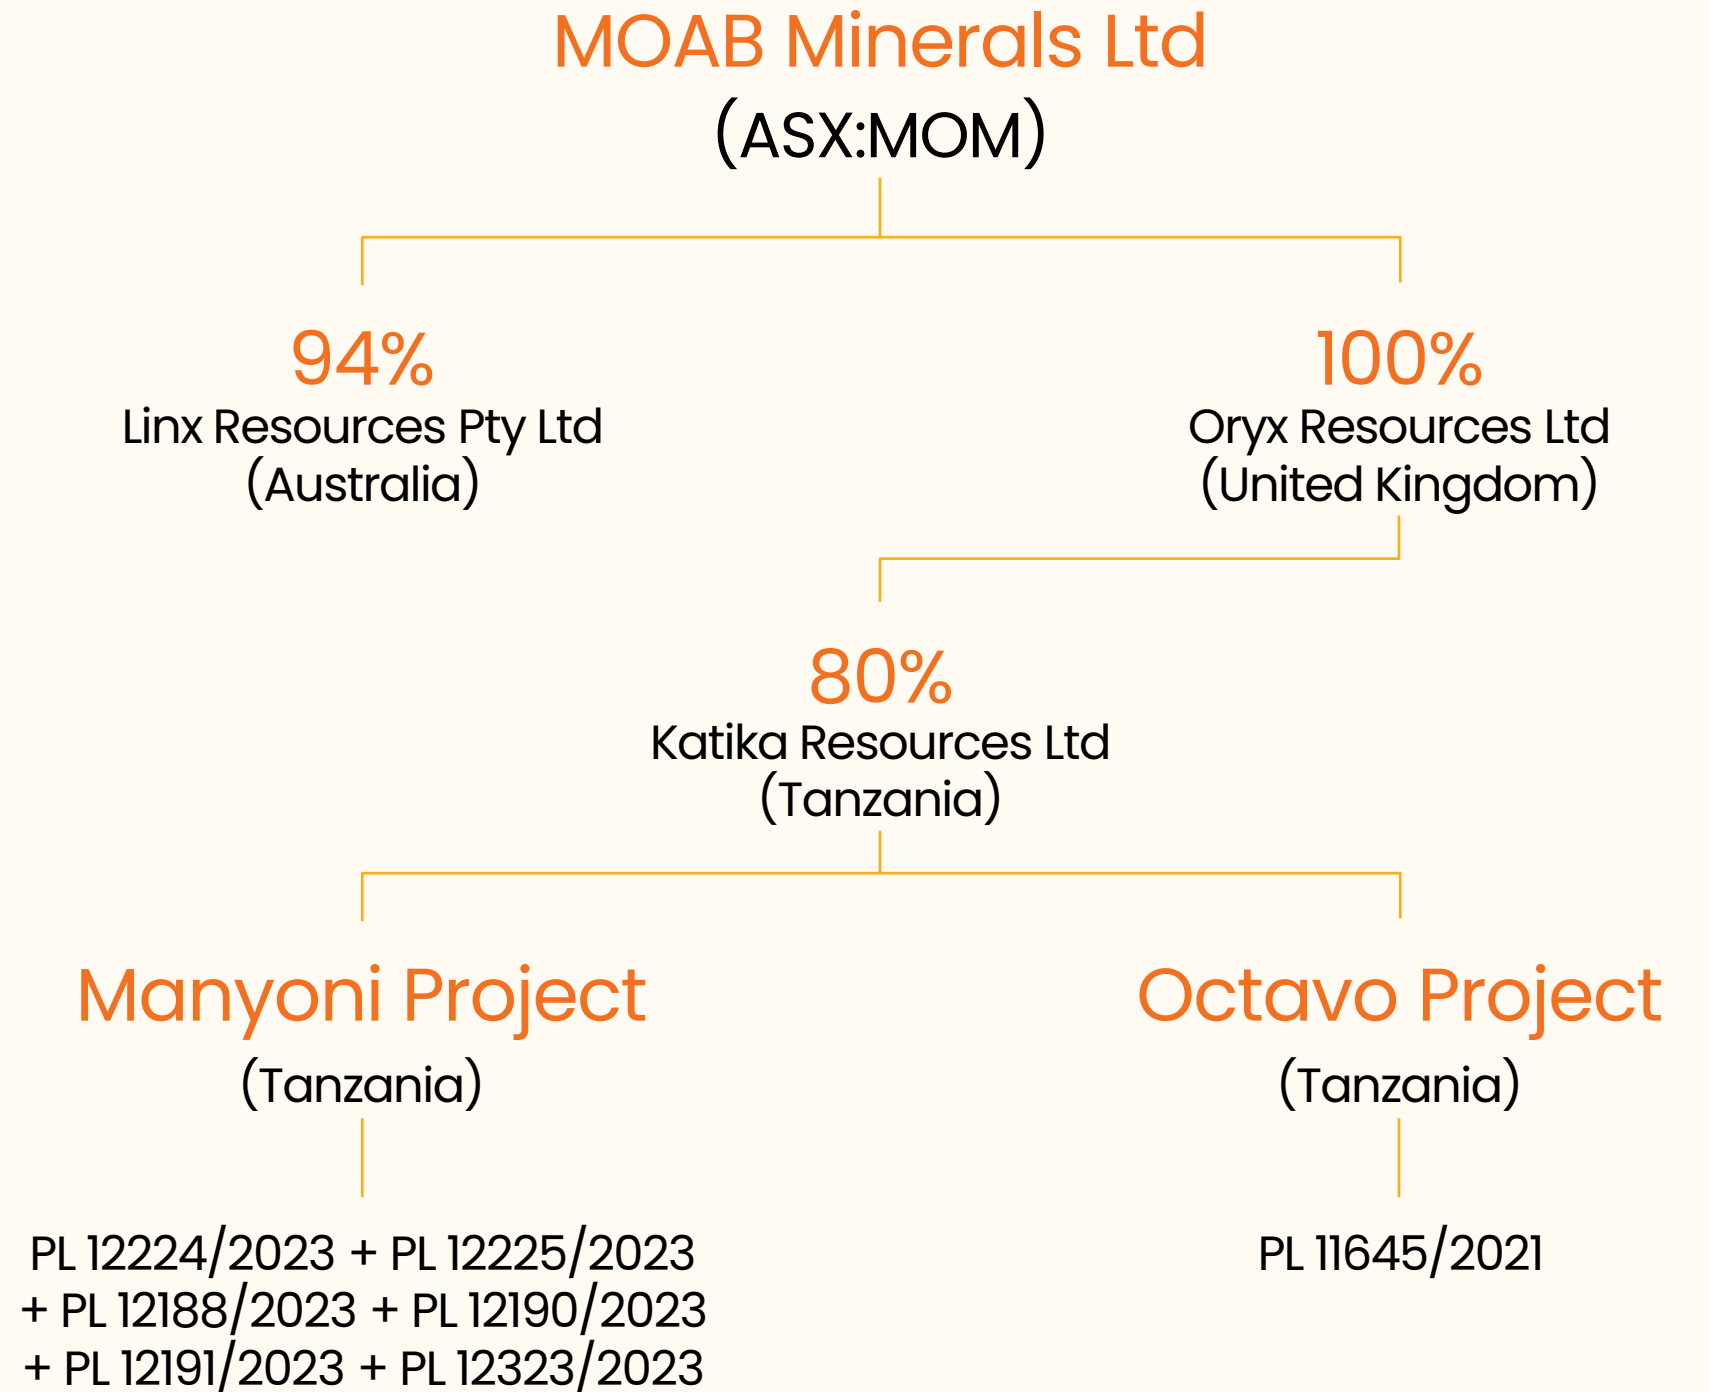 MOAB Minerals Ltd
(ASX:MOM)
94%
Linx Resources Pty Ltd
(Australia)
100%
Oryx Resources Ltd
(United Kingdom)
80%
Katika Resources Ltd
(Tanzania)
Manyoni Project
(Tanzania)
PL 12224/2023 + PL 12225/2023
+ PL 12188/2023 + PL 12190/2023
+ PL 12191/2023 + PL 12323/2023
Octavo Project
(Tanzania)
PL 11645/2021